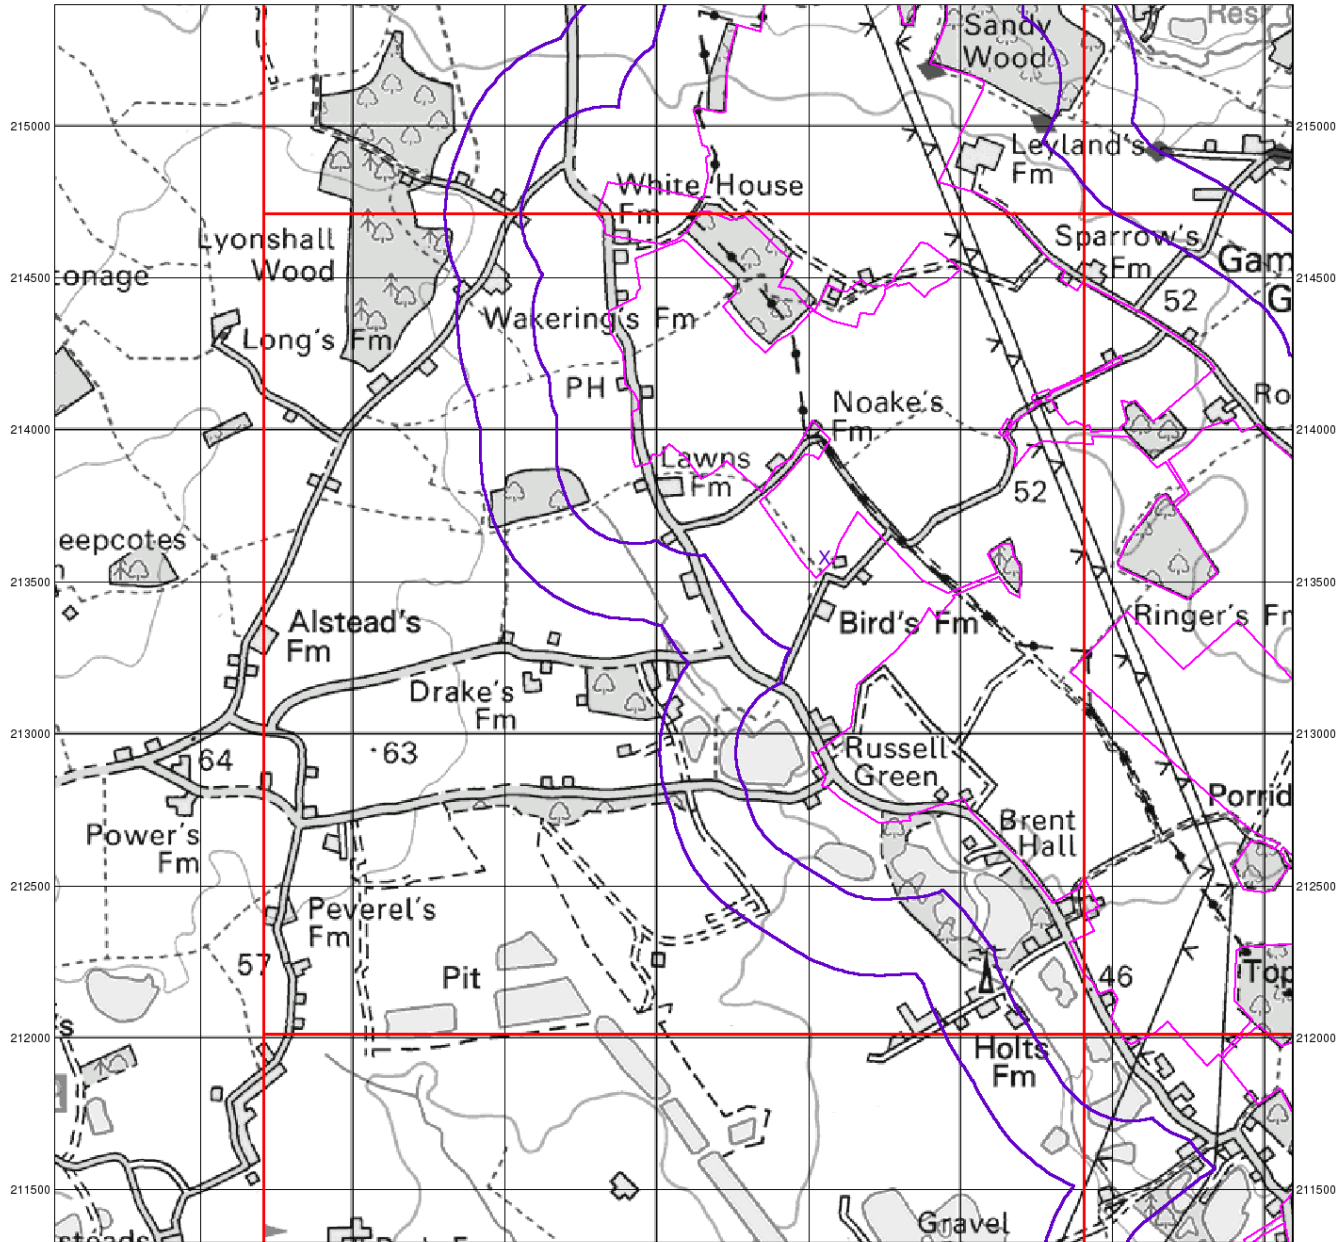 Res
Sandy
Wood
215000
215000
Leyland's
Fm
White House
Fm
Lyonshall
Wood
Sparrow's
Fm
Gam
214500
onage
214500
G
52
Wakering's Fm
Long's Fm
PH
Noake's
Fm
Ro
214000
214000
Lawns
Fm
52
eepcotes
X
213500
213500
Alstead's
Fm
Bird's Fm
Ringer's Fr
Drake's
Fm
213000
213000
64
63
Russell
Green
Porrid
Power's
Fm
Brent
Hall
212500
212500
Peverel's
Fm
57
Pit
46
Top
's
212000
212000
Holts
Fm
211500
211500
Gravel
steads